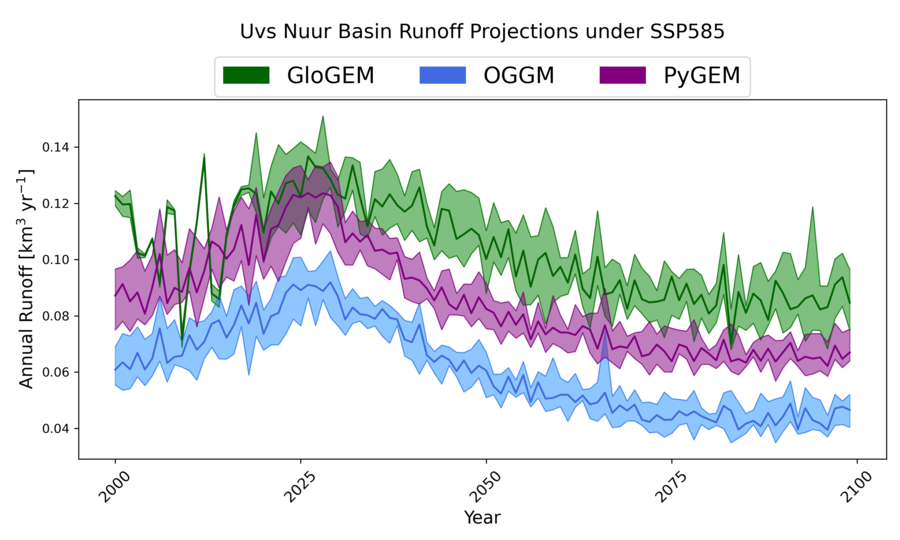 Uvs Nuur Basin Runoff Projections under SSP585
GloGEM OGGM PyGEM
Annual Runoff [km³ yr⁻¹]
0.14
0.12
0.10
0.08
0.06
0.04
2000 2025 2050 2075 2100
Year